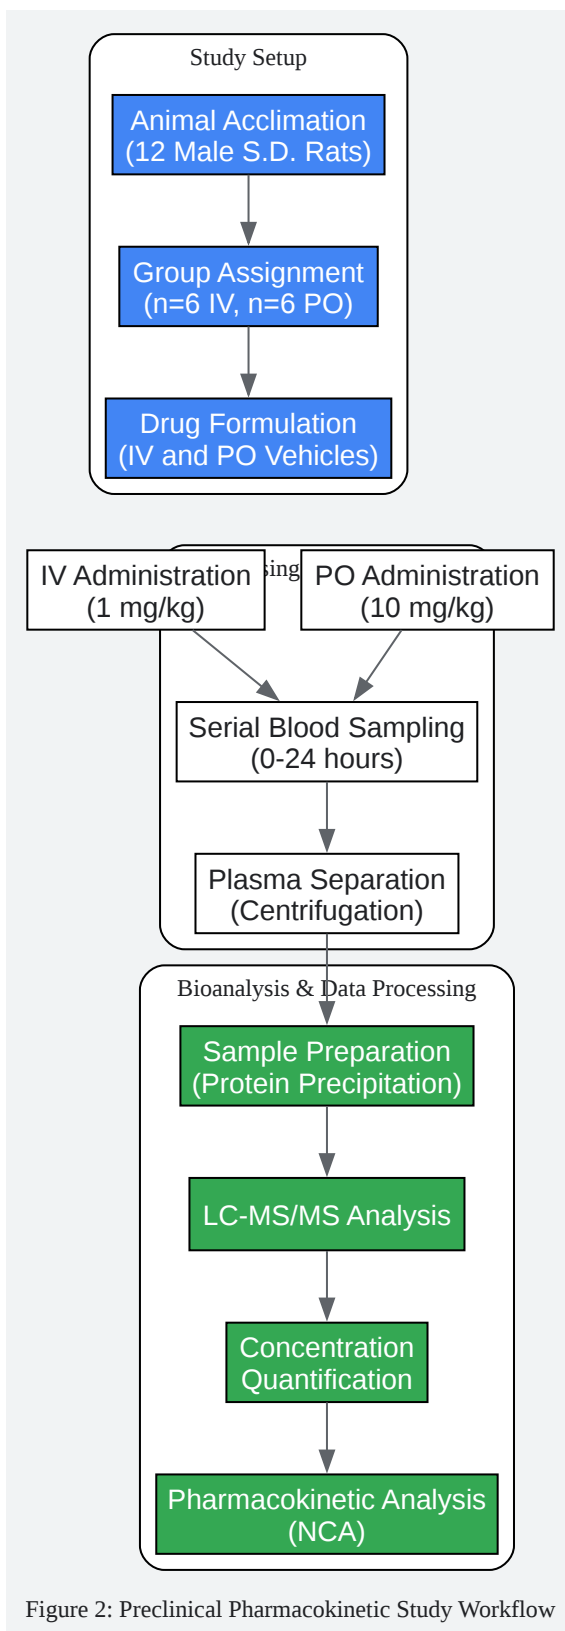 Study Setup
Animal Acclimation
(12 Male S.D. Rats)
Group Assignment
(n=6 IV, n=6 PO)
Drug Formulation
(IV and PO Vehicles)
IV Administration
(1 mg/kg)
PO Administration
(10 mg/kg)
Serial Blood Sampling
(0-24 hours)
Plasma Separation
(Centrifugation)
Bioanalysis & Data Processing
Sample Preparation
(Protein Precipitation)
LC-MS/MS Analysis
Concentration
Quantification
Pharmacokinetic Analysis
(NCA)
Figure 2: Preclinical Pharmacokinetic Study Workflow